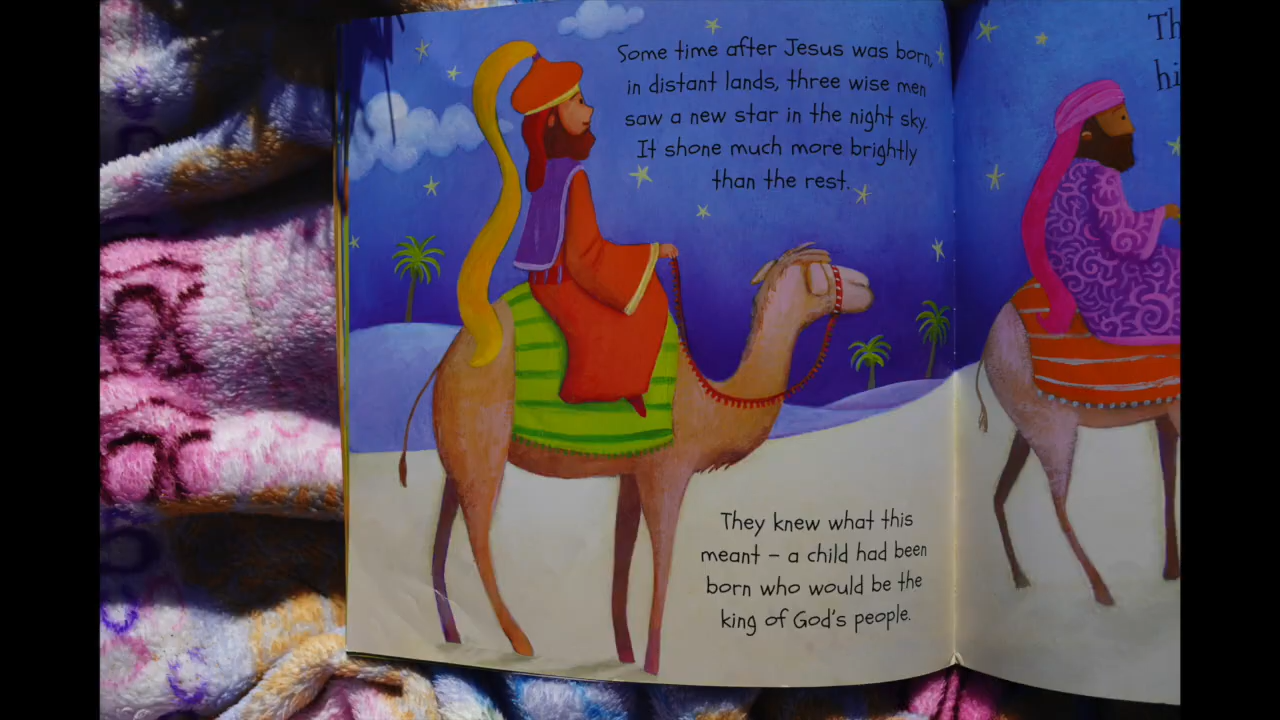 Some time after Jesus was born,
in distant lands, three wise men
saw a new star in the night sky.
It shone much more brightly
than the rest.
They knew what this
meant – a child had been
born who would be the
king of God's people.